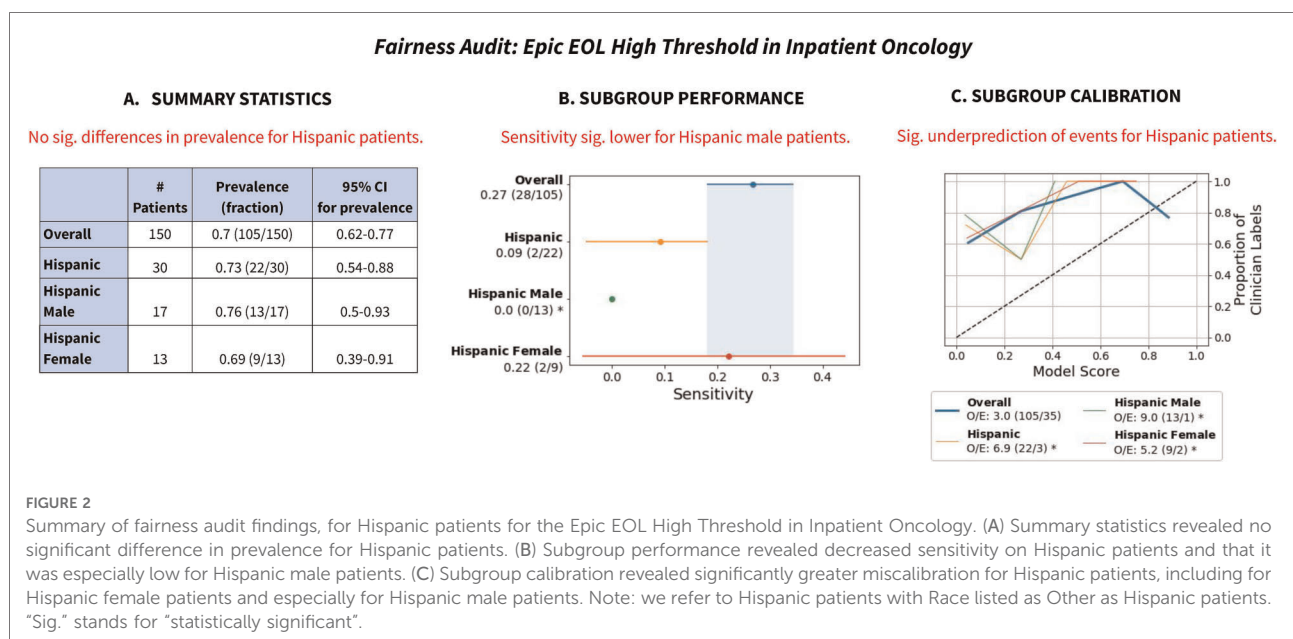 Fairness Audit: Epic EOL High Threshold in Inpatient Oncology
A. SUMMARY STATISTICS
No sig. differences in prevalence for Hispanic patients.
# Patients Prevalence (fraction) 95% CI for prevalence
Overall 150 0.7 (105/150) 0.62-0.77
Hispanic 30 0.73 (22/30) 0.54-0.88
Hispanic Male 17 0.76 (13/17) 0.5-0.93
Hispanic Female 13 0.69 (9/13) 0.39-0.91
B. SUBGROUP PERFORMANCE
Sensitivity sig. lower for Hispanic male patients.
Overall
0.27 (28/105)
Hispanic
0.09 (2/22)
Hispanic Male
0.0 (0/13) *
Hispanic Female
0.22 (2/9)
0.0 0.1 0.2 0.3 0.4
Sensitivity
C. SUBGROUP CALIBRATION
Sig. underprediction of events for Hispanic patients.
1.0
0.8
0.6
0.4
0.2
0.0
Proportion of
Clinician Labels
0.0 0.2 0.4 0.6 0.8 1.0
Model Score
Overall
O/E: 3.0 (105/35)
Hispanic
O/E: 6.9 (22/3) *
Hispanic Male
O/E: 9.0 (13/1) *
Hispanic Female
O/E: 5.2 (9/2) *
FIGURE 2
Summary of fairness audit findings, for Hispanic patients for the Epic EOL High Threshold in Inpatient Oncology. (A) Summary statistics revealed no
significant difference in prevalence for Hispanic patients. (B) Subgroup performance revealed decreased sensitivity on Hispanic patients and that it
was especially low for Hispanic male patients. (C) Subgroup calibration revealed significantly greater miscalibration for Hispanic patients, including for
Hispanic female patients and especially for Hispanic male patients. Note: we refer to Hispanic patients with Race listed as Other as Hispanic patients.
“Sig.” stands for “statistically significant”.